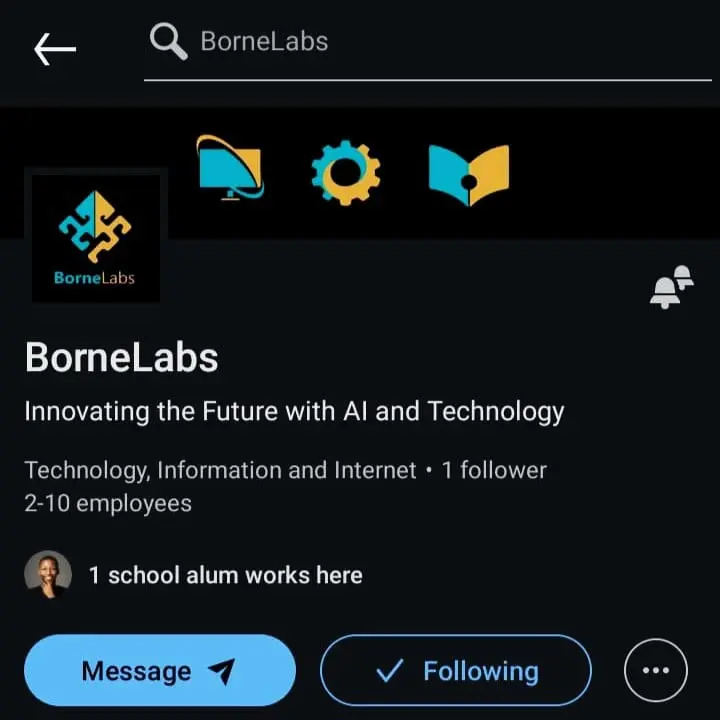 BorneLabs
BorneLabs
BorneLabs
Innovating the Future with AI and Technology
Technology, Information and Internet • 1 follower
2-10 employees
1 school alum works here
Message
Following